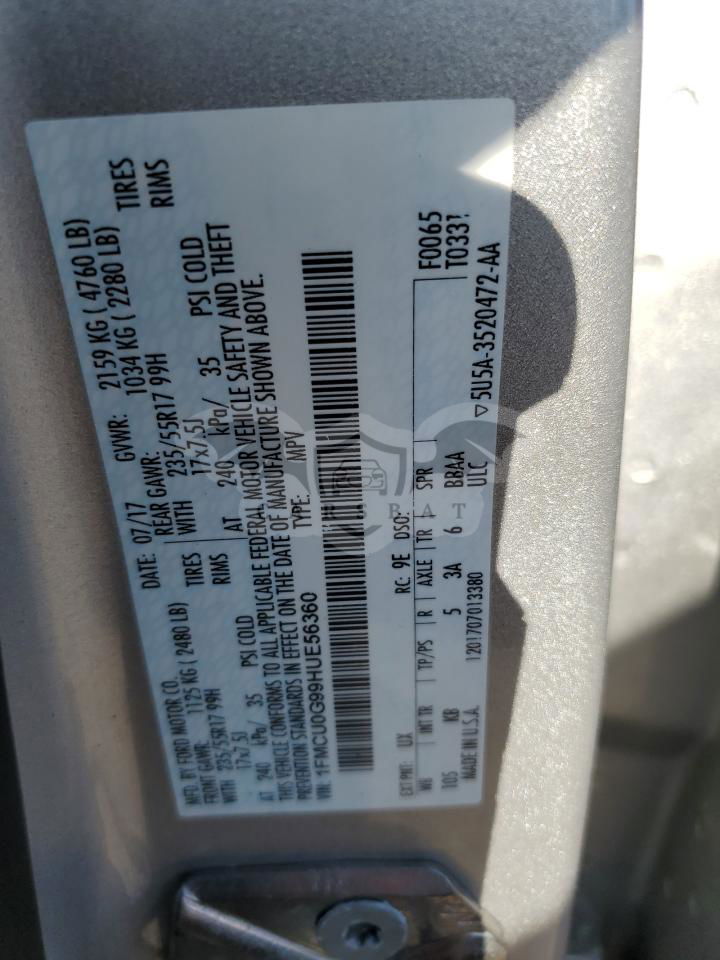 MFD. BY FORD MOTOR CO. DATE: 07/17 GVWR: 2159 KG ( 4760 LB)
FRONT GAWR: 1125 KG ( 2480 LB) REAR GAWR: 1034 KG ( 2280 LB)
WITH 235/55R17 99H TIRES WITH 235/55R17 99H TIRES
17x7.5J RIMS 17x7.5J RIMS
AT 240 kPa/ 35 PSI COLD AT 240 kPa/ 35 PSI COLD
THIS VEHICLE CONFORMS TO ALL APPLICABLE FEDERAL MOTOR VEHICLE SAFETY AND THEFT
PREVENTION STANDARDS IN EFFECT ON THE DATE OF MANUFACTURE SHOWN ABOVE.
VIN: 1FMCU0G99HUE56360 TYPE: MPV
EXT PNT: UX RC: 9E DSO: F0065
WB INT TR TP/PS R AXLE TR SPR T0337
105 KB 5 3A 6 BBAA
MADE IN U.S.A. 1201707013380 ULC ▽5U5A-3520472-AA